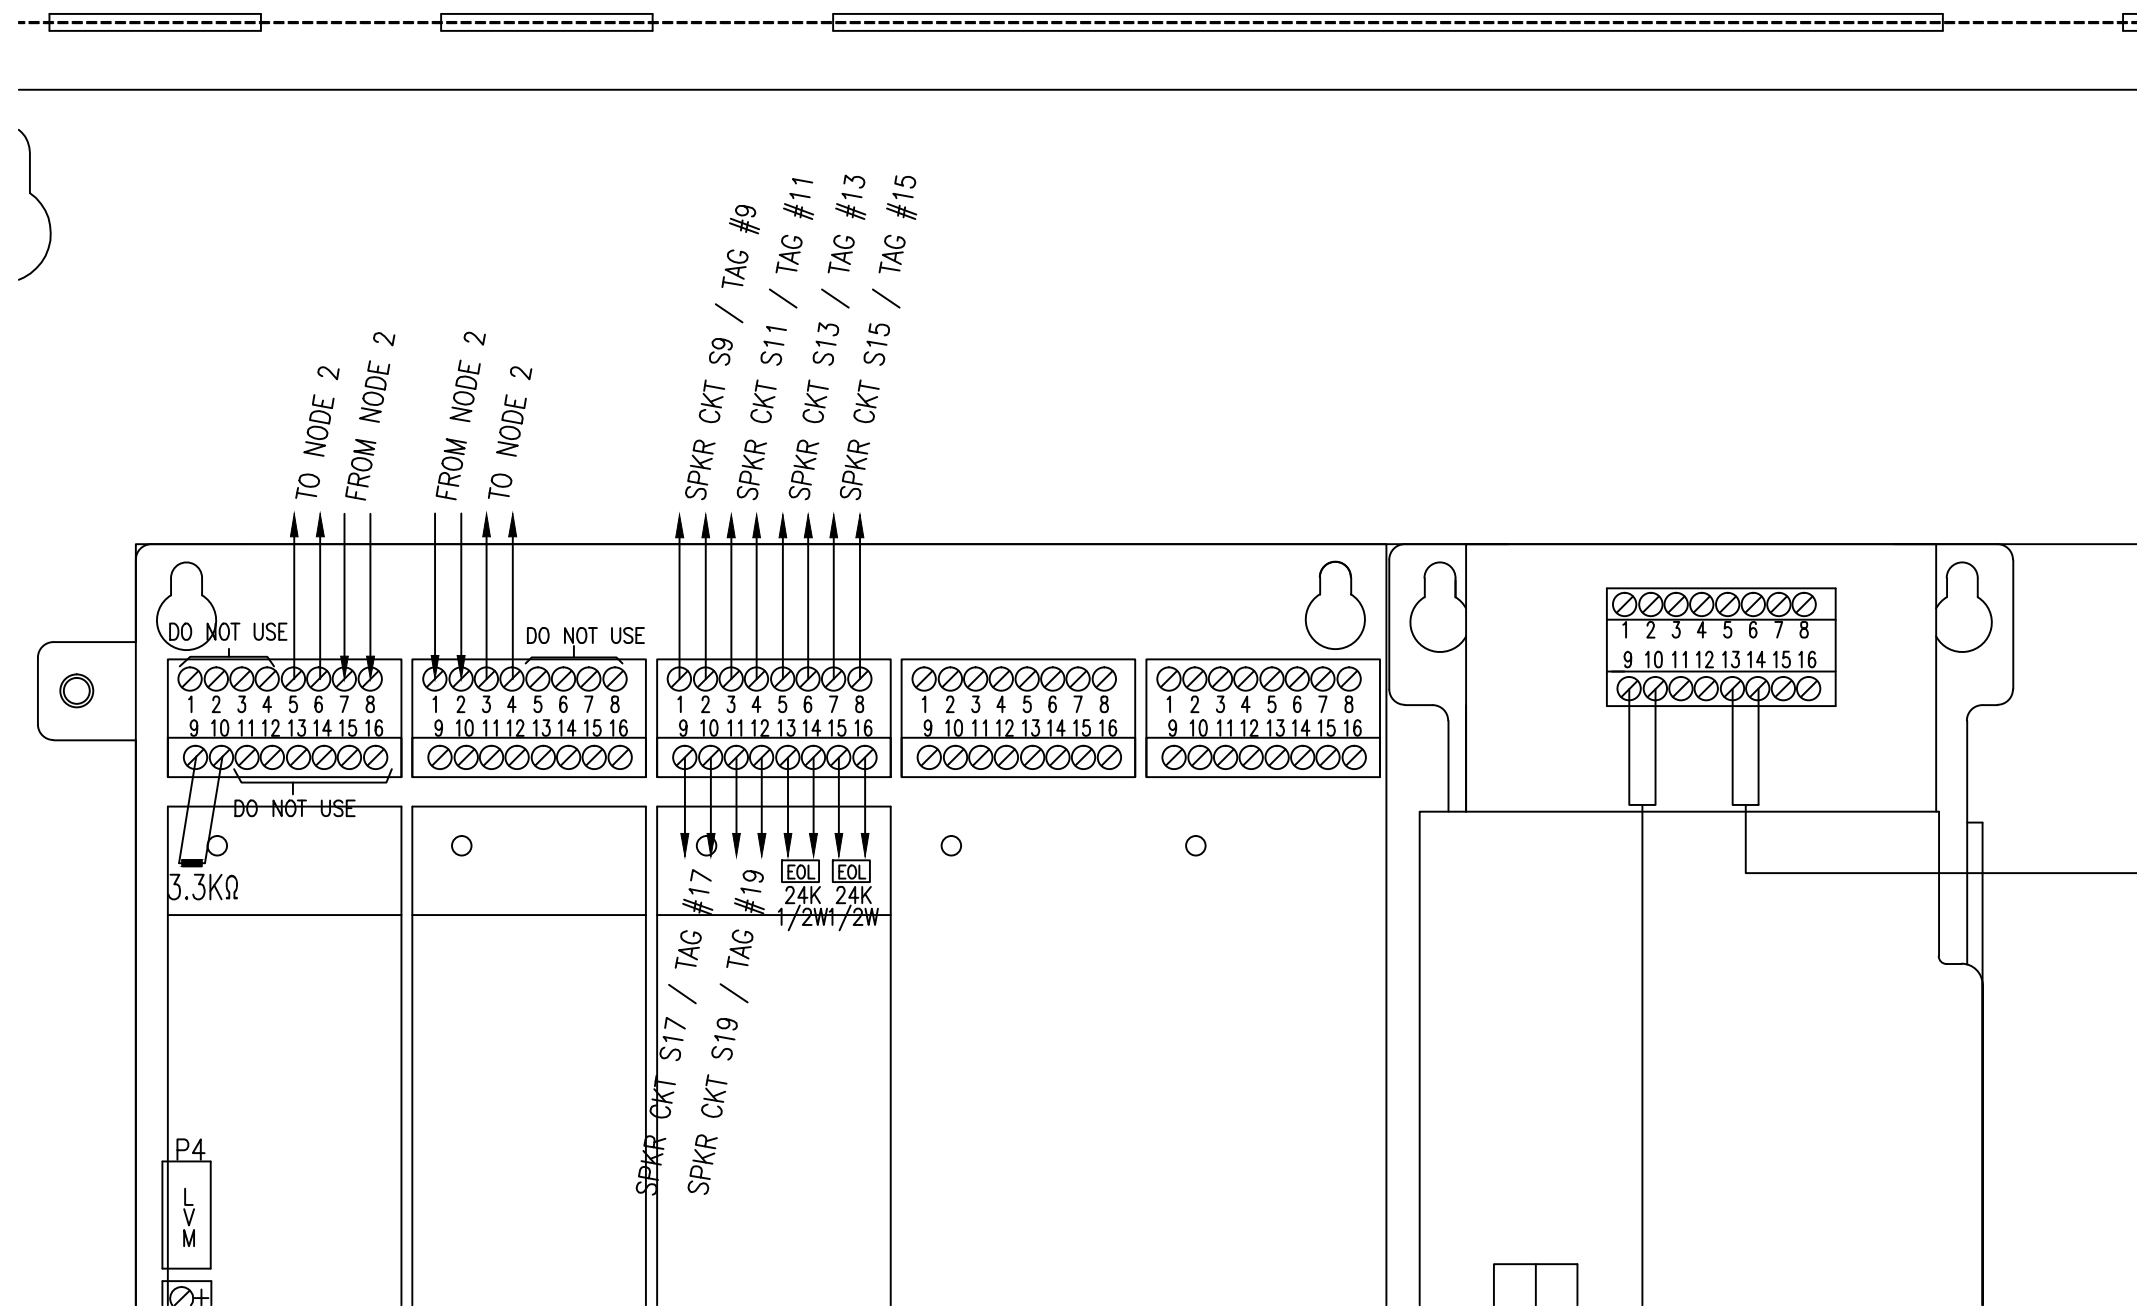 SPKR CKT S9 / TAG #9
SPKR CKT S11 / TAG #11
SPKR CKT S13 / TAG #13
SPKR CKT S15 / TAG #15
TO NODE 2
FROM NODE 2
FROM NODE 2
TO NODE 2
DO NOT USE
DO NOT USE
1 2 3 4 5 6 7 8
9 10 11 12 13 14 15 16
1 2 3 4 5 6 7 8
9 10 11 12 13 14 15 16
1 2 3 4 5 6 7 8
9 10 11 12 13 14 15 16
1 2 3 4 5 6 7 8
9 10 11 12 13 14 15 16
1 2 3 4 5 6 7 8
9 10 11 12 13 14 15 16
1 2 3 4 5 6 7 8
9 10 11 12 13 14 15 16
DO NOT USE
3.3KΩ
EOL
24K
1/2W
EOL
24K
1/2W
SPKR CKT S17 / TAG #17
SPKR CKT S19 / TAG #19
P4
L
V
M
+